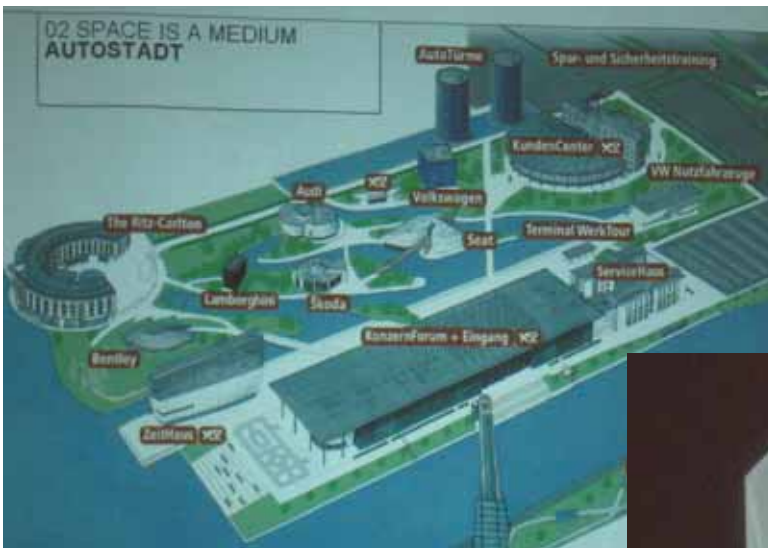 02 SPACE IS A MEDIUM
AUTOSTADT
AutoTürme
Spar- und Sicherheitstraining
KundenCenter
VW Nutzfahrzeuge
Audi
Volkswagen
The Ritz-Carlton
Seat
Terminal WerkTour
ServiceHaus
Lamborghini
Skoda
KonzernForum + Eingang
Bentley
ZeitHaus